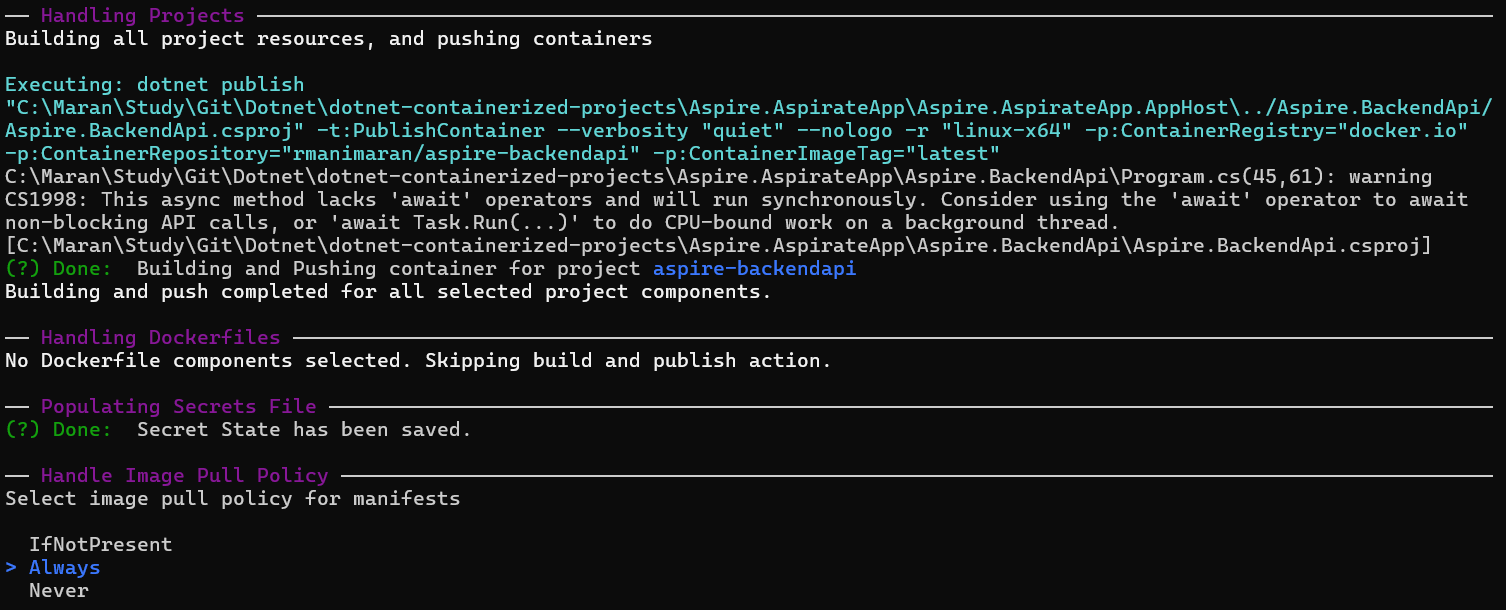 Handling Projects
Building all project resources, and pushing containers
Executing: dotnet publish
"C:\Maran\Study\Git\Dotnet\dotnet-containerized-projects\Aspire.AspirateApp\Aspire.AspirateApp.AppHost\../Aspire.BackendApi/
Aspire.BackendApi.csproj" -t:PublishContainer --verbosity "quiet" --nologo -r "linux-x64" -p:ContainerRegistry="docker.io"
-p:ContainerRepository="rmanimaran/aspire-backendapi" -p:ContainerImageTag="latest"
C:\Maran\Study\Git\Dotnet\dotnet-containerized-projects\Aspire.AspirateApp\Aspire.BackendApi\Program.cs(45,61): warning
CS1998: This async method lacks 'await' operators and will run synchronously. Consider using the 'await' operator to await
non-blocking API calls, or 'await Task.Run(...)' to do CPU-bound work on a background thread.
[C:\Maran\Study\Git\Dotnet\dotnet-containerized-projects\Aspire.AspirateApp\Aspire.BackendApi\Aspire.BackendApi.csproj]
(?) Done:  Building and Pushing container for project aspire-backendapi
Building and push completed for all selected project components.
Handling Dockerfiles
No Dockerfile components selected. Skipping build and publish action.
Populating Secrets File
(?) Done:  Secret State has been saved.
Handle Image Pull Policy
Select image pull policy for manifests
IfNotPresent
> Always
Never